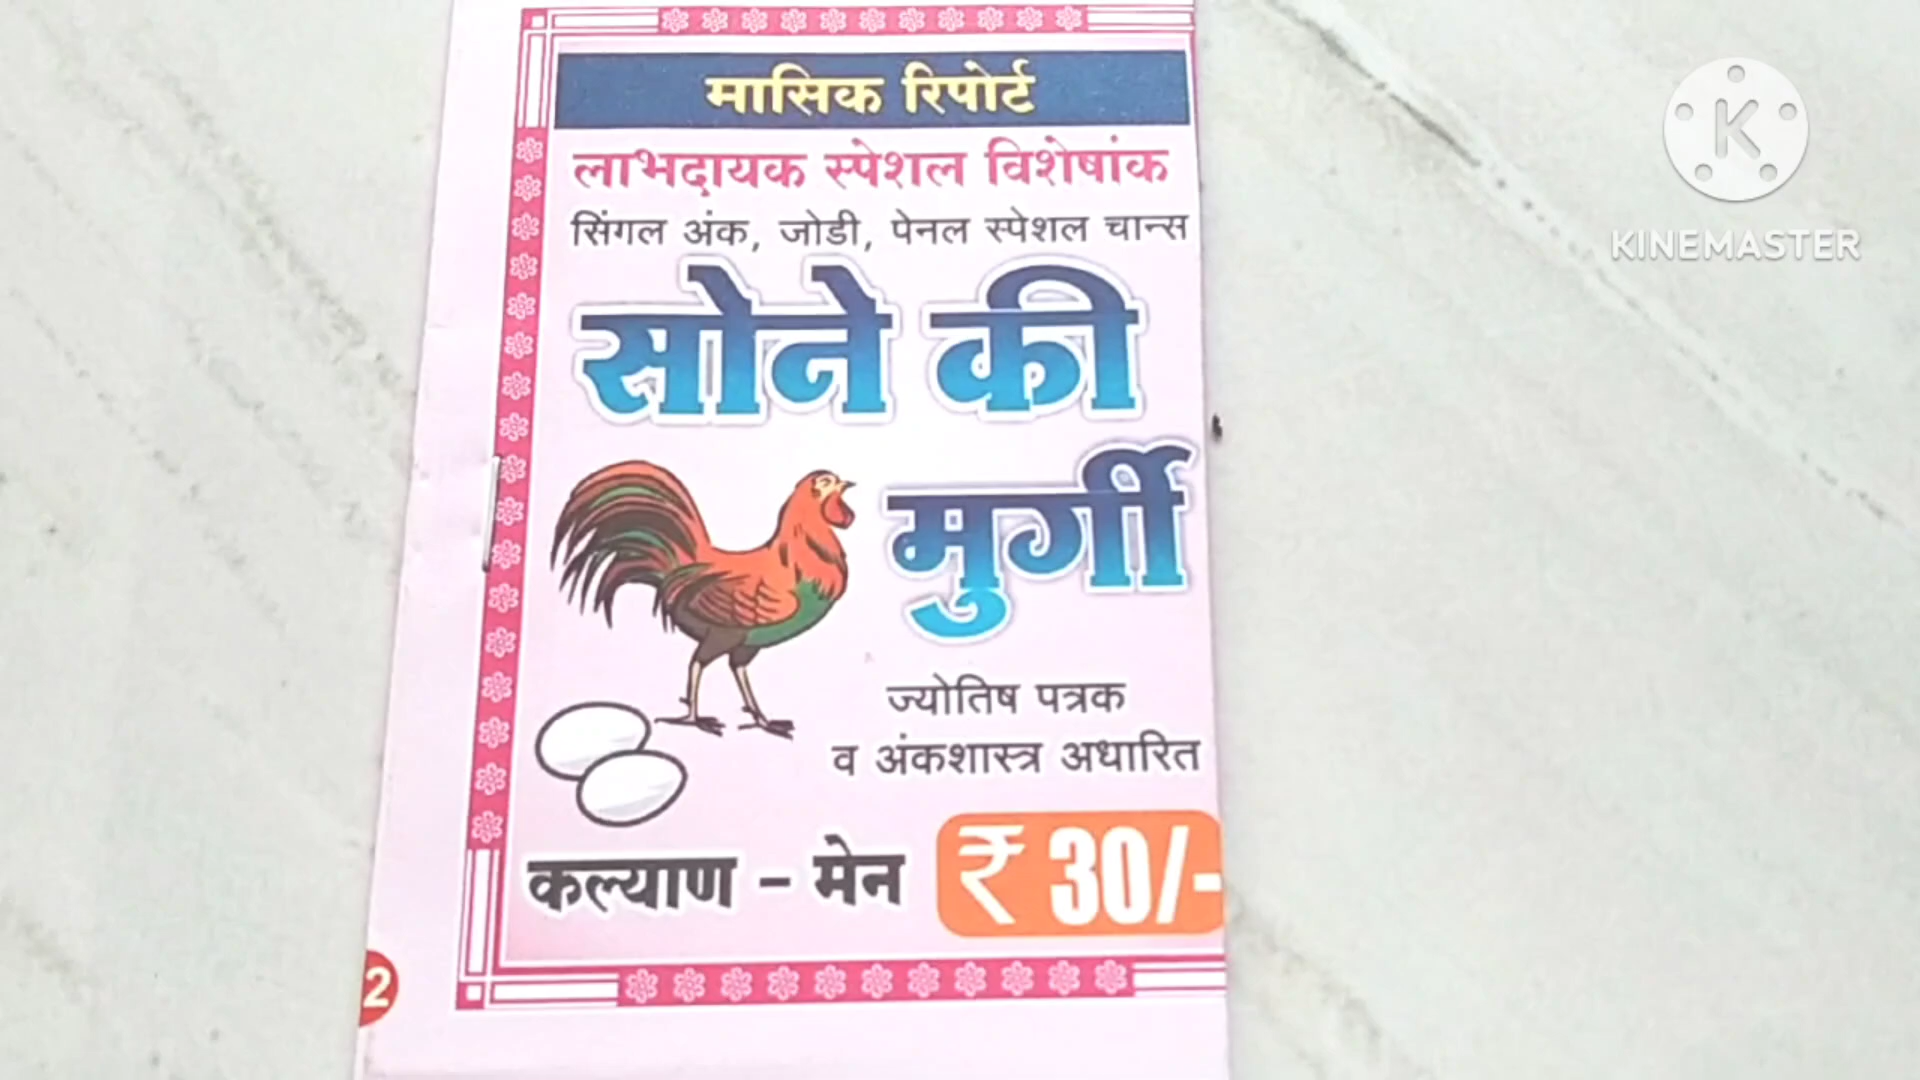 मासिक रिपोर्ट
लाभदायक स्पेशल विशेषांक
सिंगल अंक, जोडी, पेनल स्पेशल चान्स
सोने की
मुर्गी
ज्योतिष पत्रक
व अंकशास्त्र अधारित
कल्याण - मेन ₹ 30/-
2
K
KINEMASTER